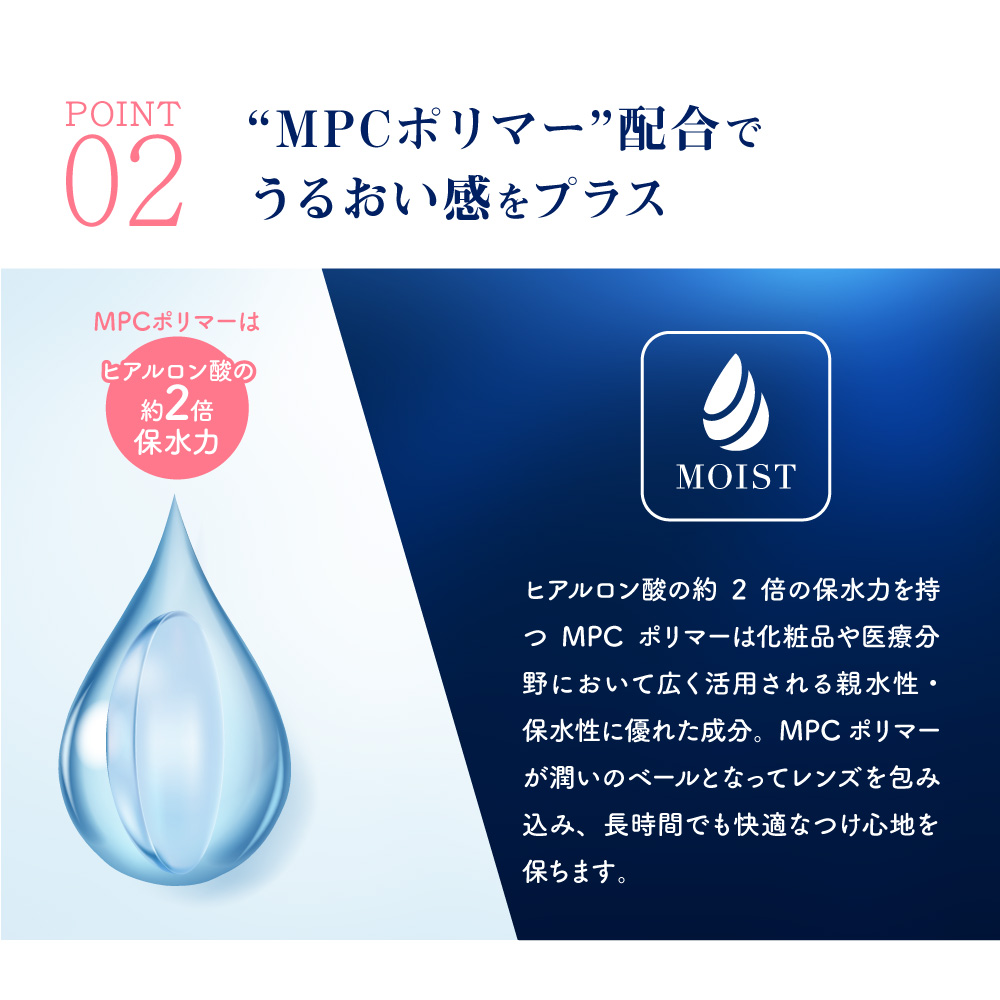 POINT
02
“MPCポリマー”配合で
うるおい感をプラス
MPCポリマーは
ヒアルロン酸の
約2倍
保水力
MOIST
ヒアルロン酸の約 2 倍の保水力を持
つ MPC ポリマーは化粧品や医療分
野において広く活用される親水性・
保水性に優れた成分。MPC ポリマー
が潤いのベールとなってレンズを包み
込み、長時間でも快適なつけ心地を
保ちます。